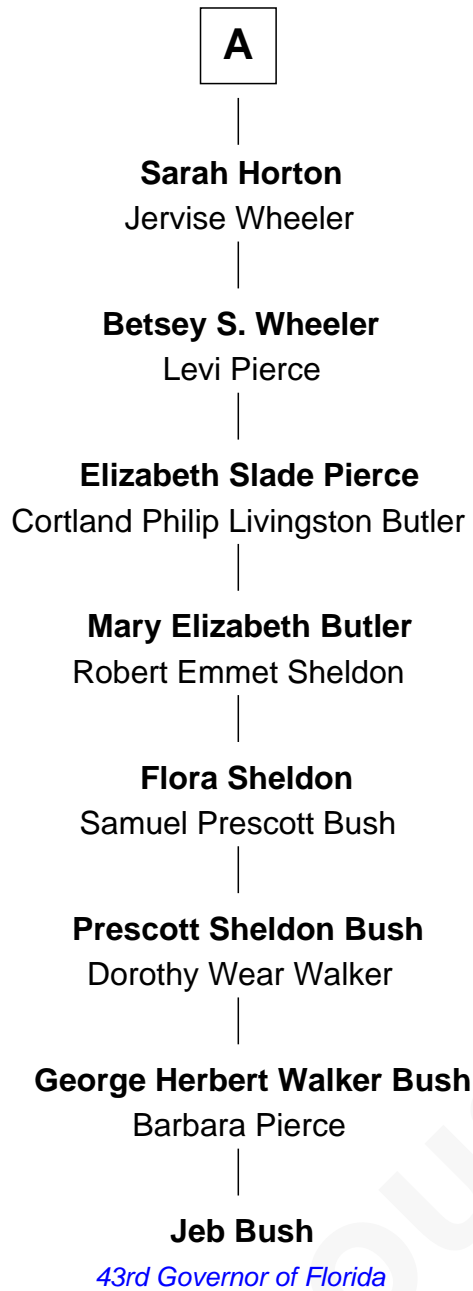 A
Sarah Horton
Jervise Wheeler
Betsey S. Wheeler
Levi Pierce
Elizabeth Slade Pierce
Cortland Philip Livingston Butler
Mary Elizabeth Butler
Robert Emmet Sheldon
Flora Sheldon
Samuel Prescott Bush
Prescott Sheldon Bush
Dorothy Wear Walker
George Herbert Walker Bush
Barbara Pierce
Jeb Bush
43rd Governor of Florida